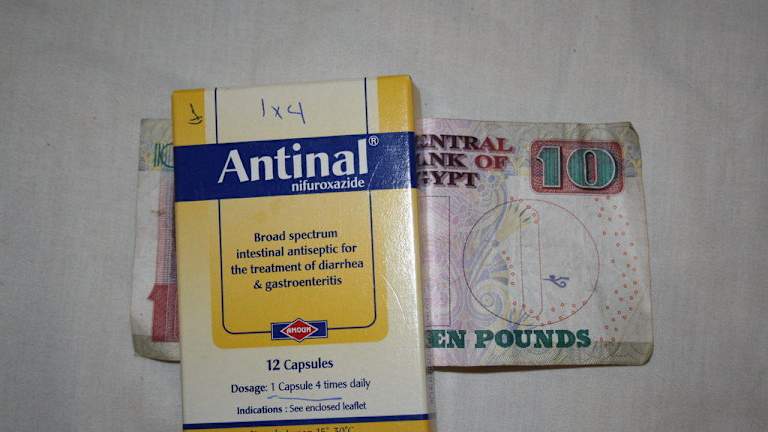 1x4
Antinal®
nifuroxazide
Broad spectrum
intestinal antiseptic for
the treatment of diarrhea
& gastroenteritis
AMOUN
12 Capsules
Dosage: 1 Capsule 4 times daily
Indications : See enclosed leaflet
ENTRAL
NK OF
GYPT
10
EN POUNDS